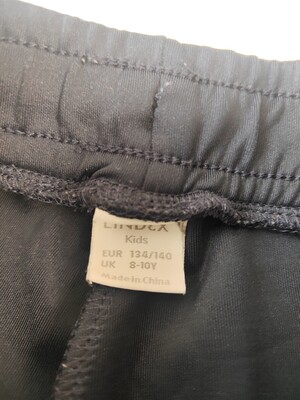 LINDEX
Kids
EUR 134/140
UK 8-10Y
Made in China